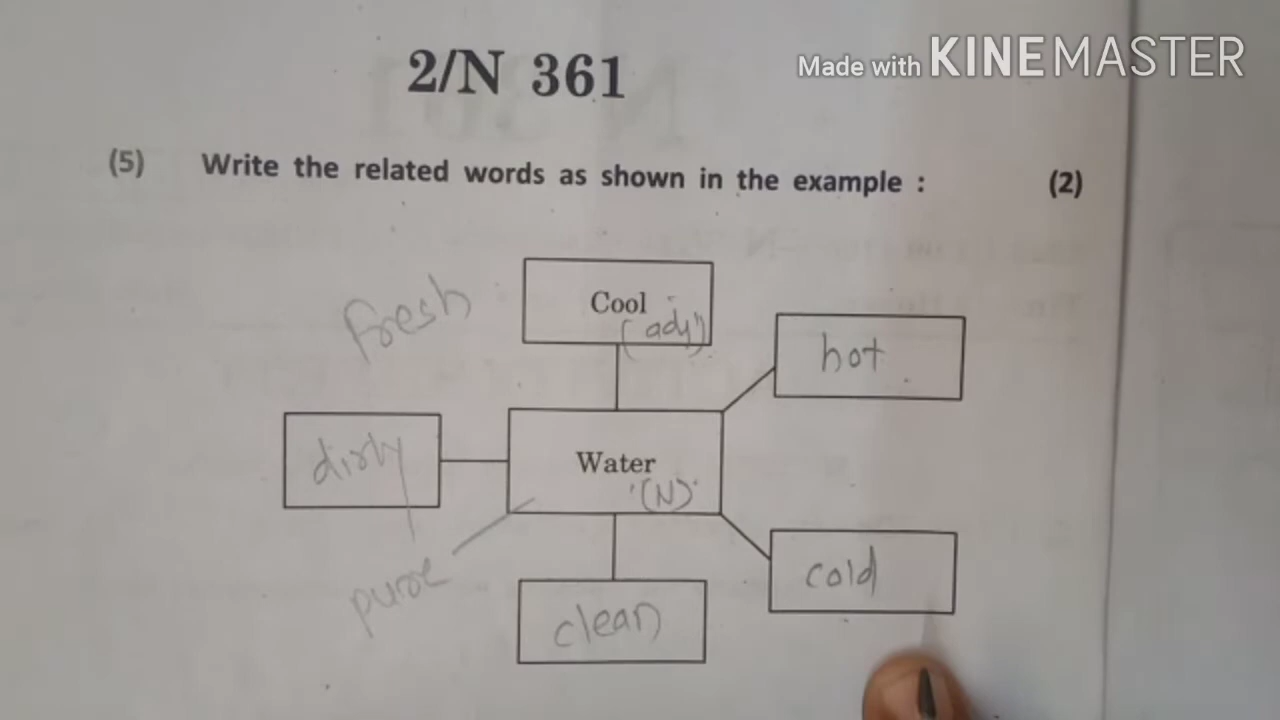 Made with KINEMASTER
2/N 361
(5) Write the related words as shown in the example : (2)
Fresh
Cool
(adj)
hot
dirty
Water
(N)
pure
clean
cold